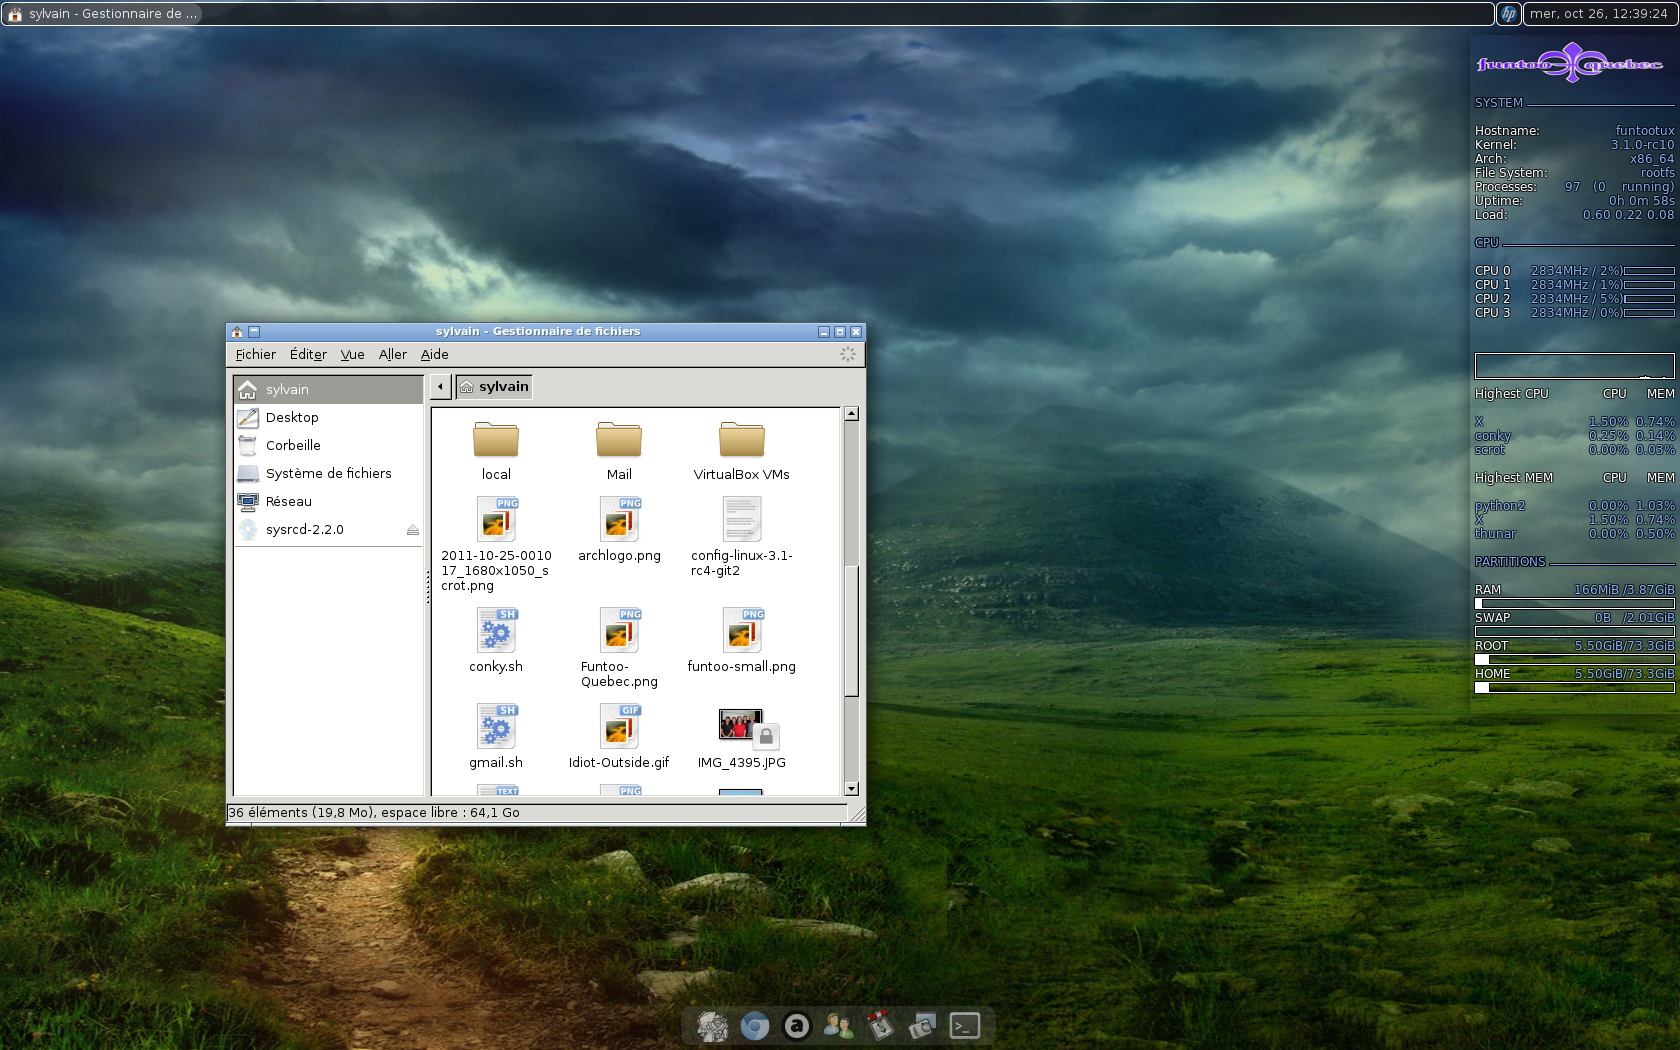 sylvain - Gestionnaire de ...
mer, oct 26, 12:39:24
funtoo quebec
SYSTEM
Hostname: funtootux
Kernel: 3.1.0-rc10
Arch: x86_64
File System: rootfs
Processes: 97 (0 running)
Uptime: 0h 0m 58s
Load: 0.60 0.22 0.08
CPU
CPU 0 2834MHz / 2%)
CPU 1 2834MHz / 1%)
CPU 2 2834MHz / 5%)
CPU 3 2834MHz / 0%)
Highest CPU CPU MEM
X 1.50% 0.74%
conky 0.25% 0.14%
scrot 0.00% 0.03%
Highest MEM CPU MEM
python2 0.00% 1.03%
X 1.50% 0.74%
thunar 0.00% 0.50%
PARTITIONS
RAM 166MiB /3.87GiB
SWAP 0B /2.01GiB
ROOT 5.50GiB/73.3GiB
HOME 5.50GiB/73.3GiB
sylvain - Gestionnaire de fichiers
Fichier Éditer Vue Aller Aide
sylvain
Desktop
Corbeille
Système de fichiers
Réseau
sysrcd-2.2.0
sylvain
local Mail VirtualBox VMs
PNG PNG
2011-10-25-0010 archlogo.png config-linux-3.1-
17_1680x1050_s rc4-git2
crot.png
SH PNG PNG
conky.sh Funtoo- funtoo-small.png
Quebec.png
SH GIF
gmail.sh Idiot-Outside.gif IMG_4395.JPG
TEXT PNG
36 éléments (19,8 Mo), espace libre : 64,1 Go
hp
a
>_